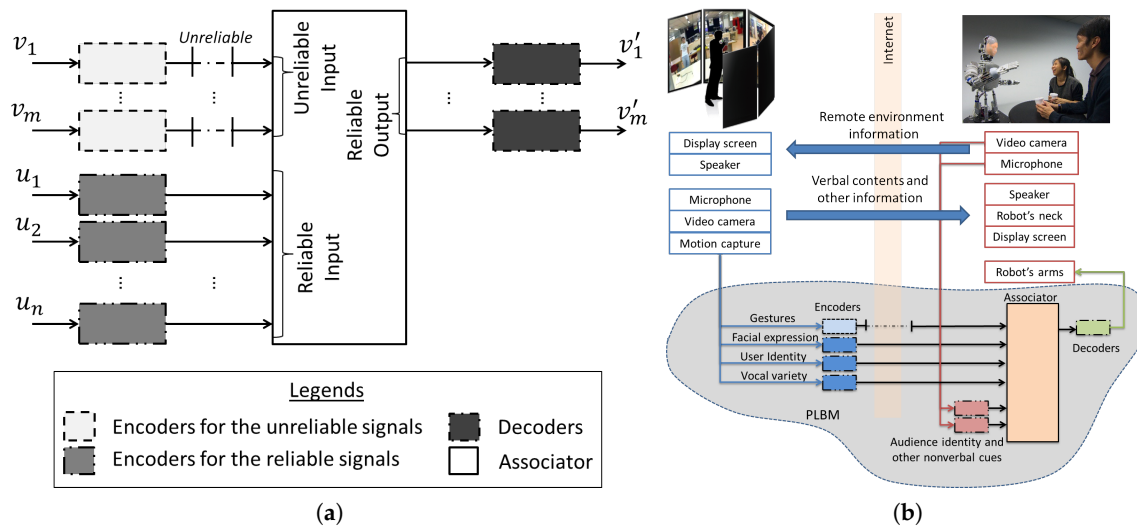 v1
Unreliable
vm
u1
u2
un
Unreliable
Input
Reliable
Output
Reliable
Input
v′1
v′m
Legends
Encoders for the unreliable signals
Decoders
Encoders for the reliable signals
Associator
(a)
Internet
Remote environment
information
Display screen
Speaker
Video camera
Microphone
Verbal contents and
other information
Microphone
Video camera
Motion capture
Speaker
Robot's neck
Display screen
Robot's arms
Associator
Encoders
Gestures
Facial expression
User Identity
Vocal variety
Decoders
PLBM
Audience identity and
other nonverbal cues
(b)